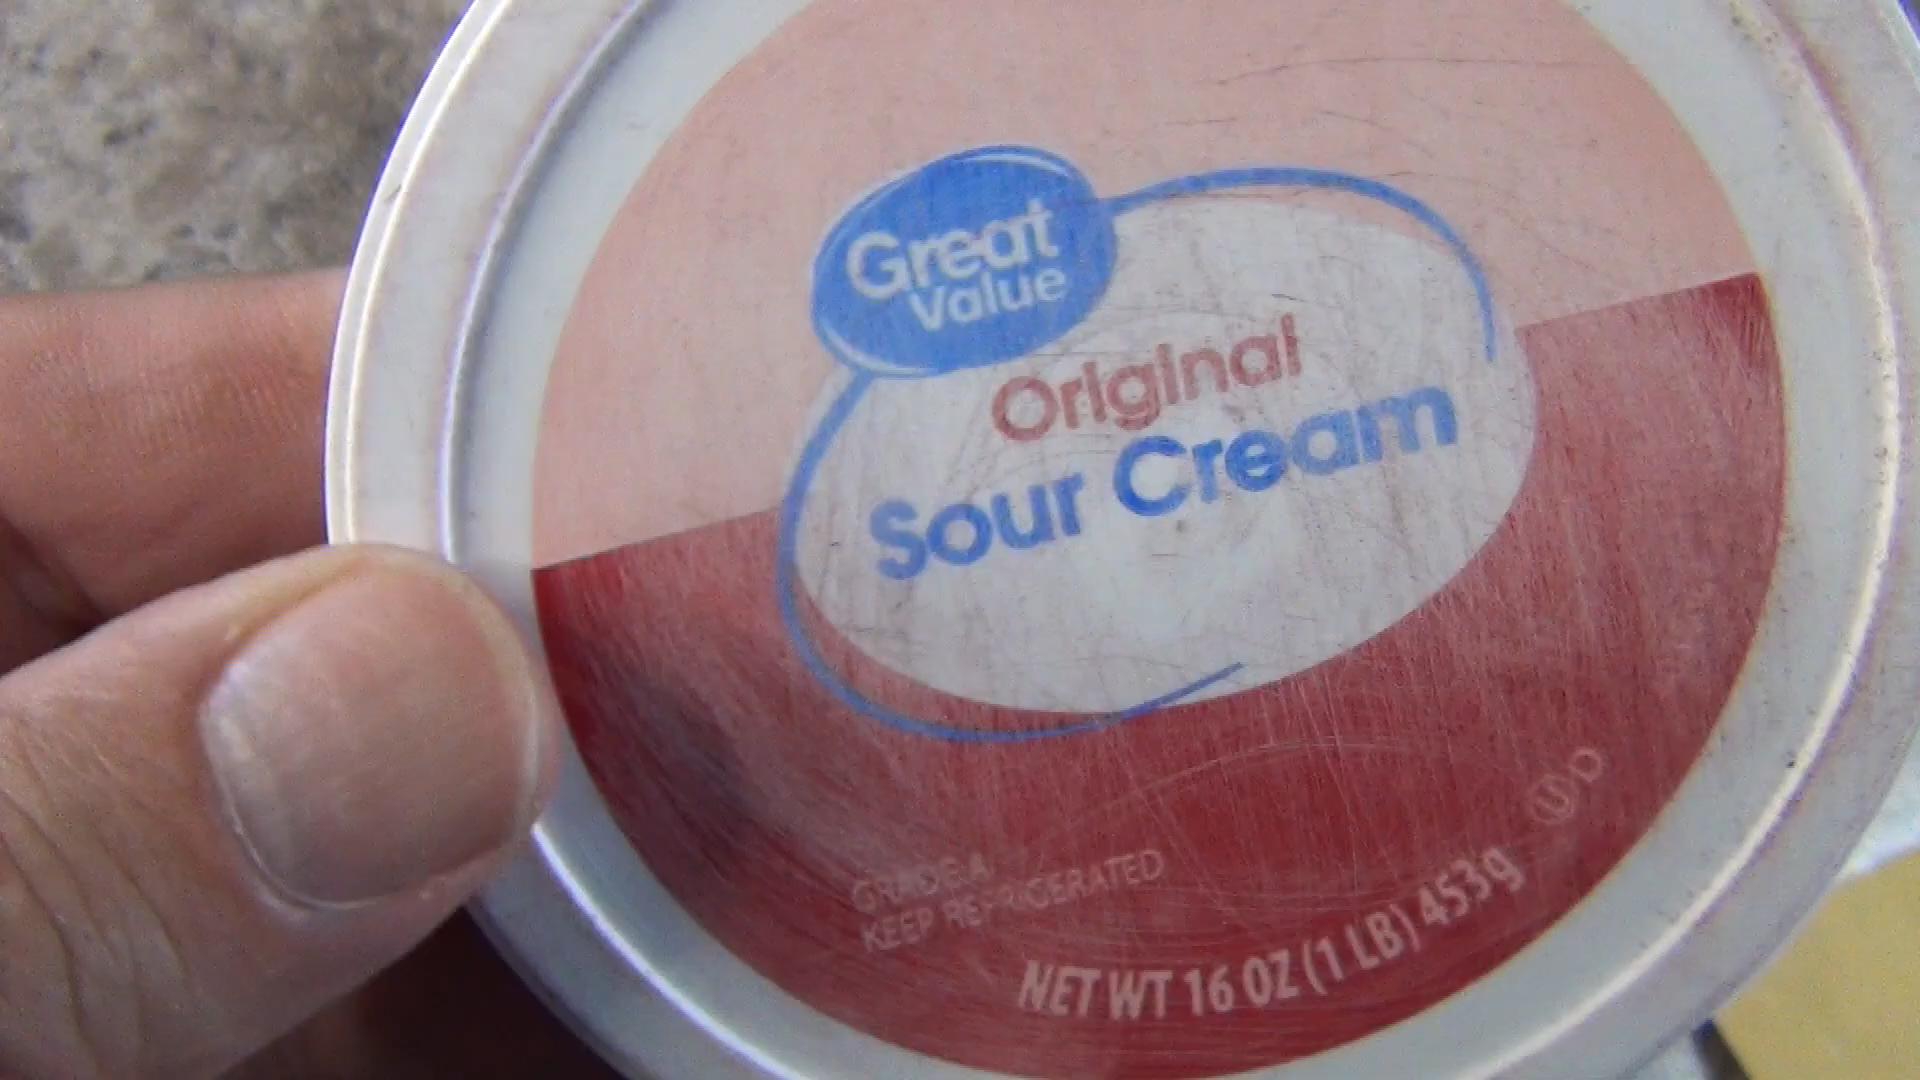 Great
Value
Original
Sour Cream
U D
GRADE A
KEEP REFRIGERATED
NET WT 16 OZ (1 LB) 453g